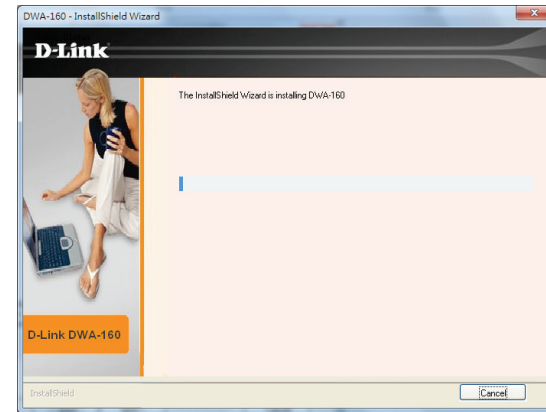 DWA-160 - InstallShield Wizard
D-Link
The InstallShield Wizard is installing DWA-160
D-Link DWA-160
InstallShield
Cancel